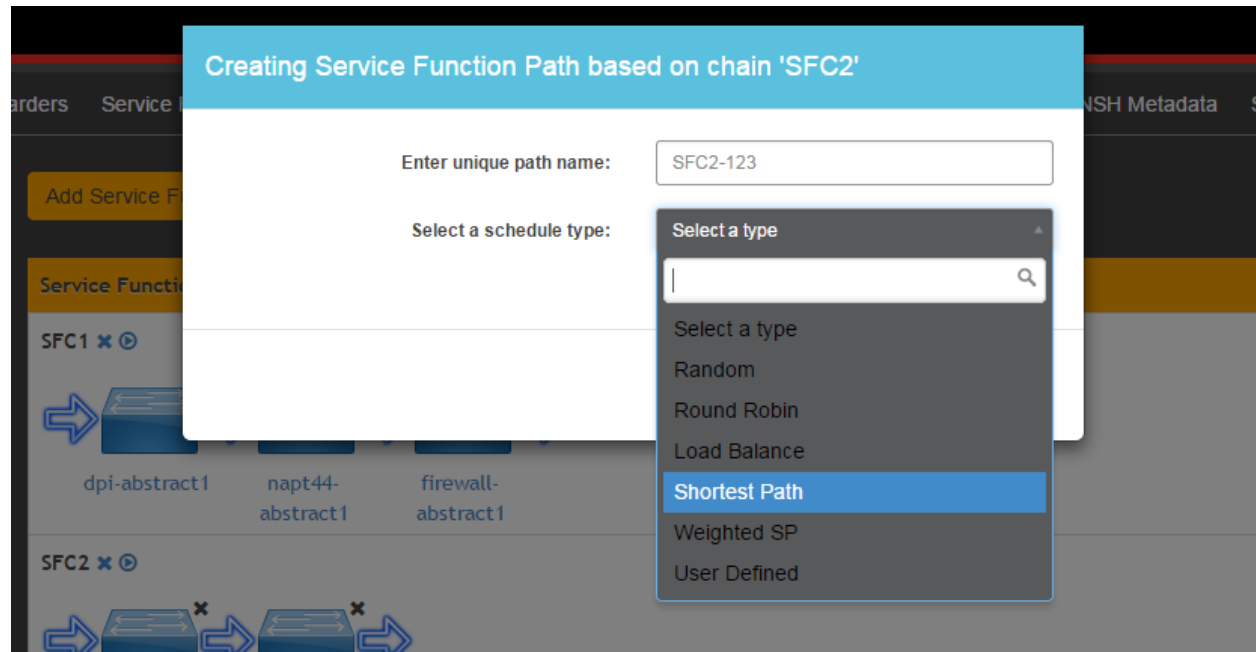 Creating Service Function Path based on chain 'SFC2'
arders Service NSH Metadata
Enter unique path name: SFC2-123
Add Service F
Select a schedule type: Select a type
Service Functi
Select a type
SFC1
Random
Round Robin
Load Balance
dpi-abstract1 napt44-abstract1 firewall-abstract1
Shortest Path
Weighted SP
SFC2
User Defined